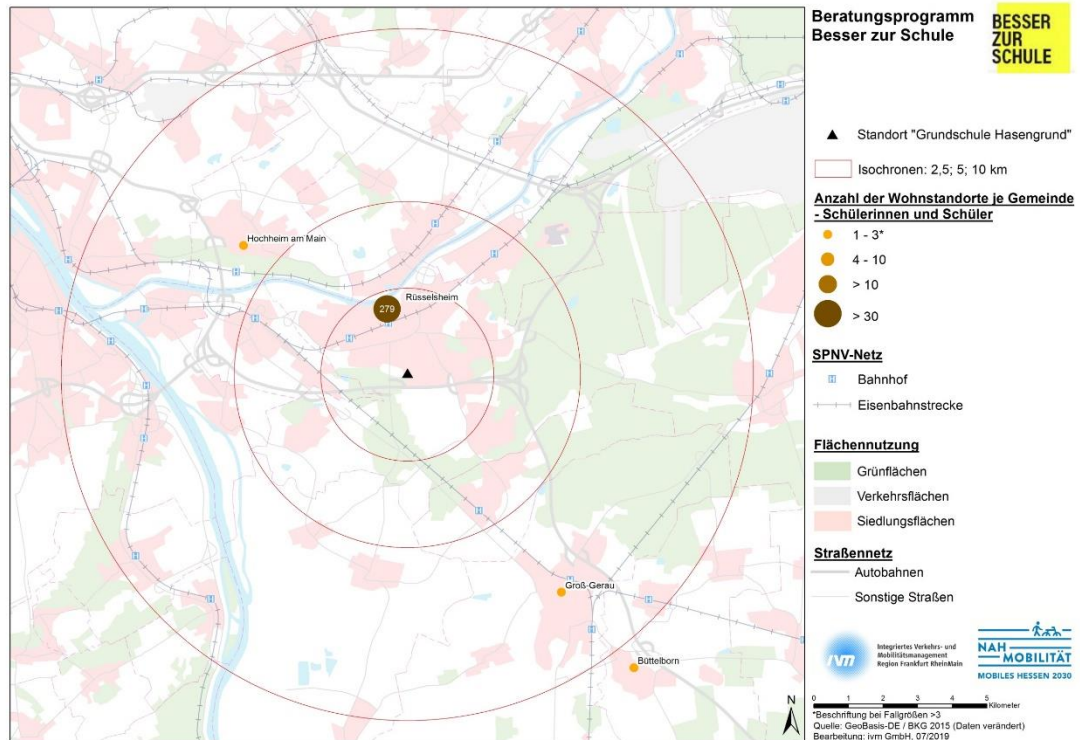 Beratungsprogramm
Besser zur Schule
BESSER
ZUR
SCHULE
Standort "Grundschule Hasengrund"
Isochronen: 2,5; 5; 10 km
Anzahl der Wohnstandorte je Gemeinde
- Schülerinnen und Schüler
1 - 3*
4 - 10
> 10
> 30
SPNV-Netz
Bahnhof
Eisenbahnstrecke
Flächennutzung
Grünflächen
Verkehrsflächen
Siedlungsflächen
Straßennetz
Autobahnen
Sonstige Straßen
Hochheim am Main
Rüsselsheim
279
Groß-Gerau
Büttelborn
N
ivm
Integriertes Verkehrs- und
Mobilitätsmanagement
Region Frankfurt RheinMain
NAH
MOBILITÄT
MOBILES HESSEN 2030
0 1 2 3 4 5
Kilometer
*Beschriftung bei Fallgrößen >3
Quelle: GeoBasis-DE / BKG 2015 (Daten verändert)
Bearbeitung: ivm GmbH, 07/2019